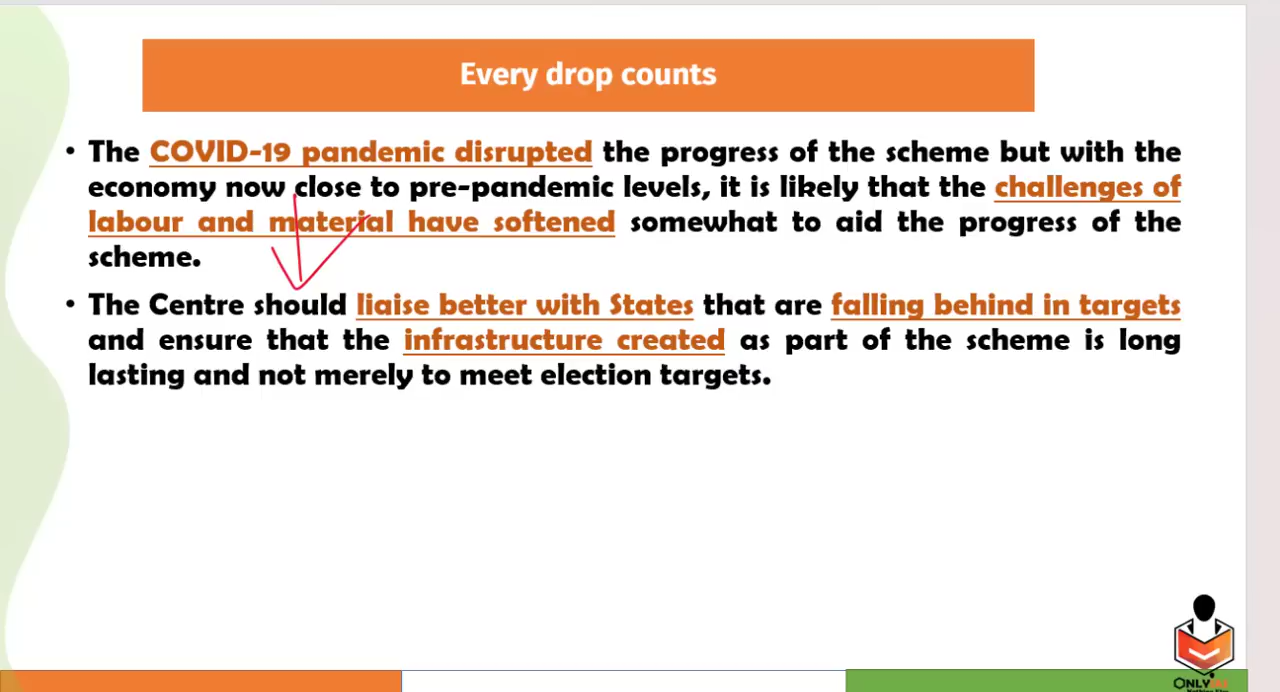 Every drop counts
• The COVID-19 pandemic disrupted the progress of the scheme but with the
economy now close to pre-pandemic levels, it is likely that the challenges of
labour and material have softened somewhat to aid the progress of the
scheme.
• The Centre should liaise better with States that are falling behind in targets
and ensure that the infrastructure created as part of the scheme is long
lasting and not merely to meet election targets.
ONLY